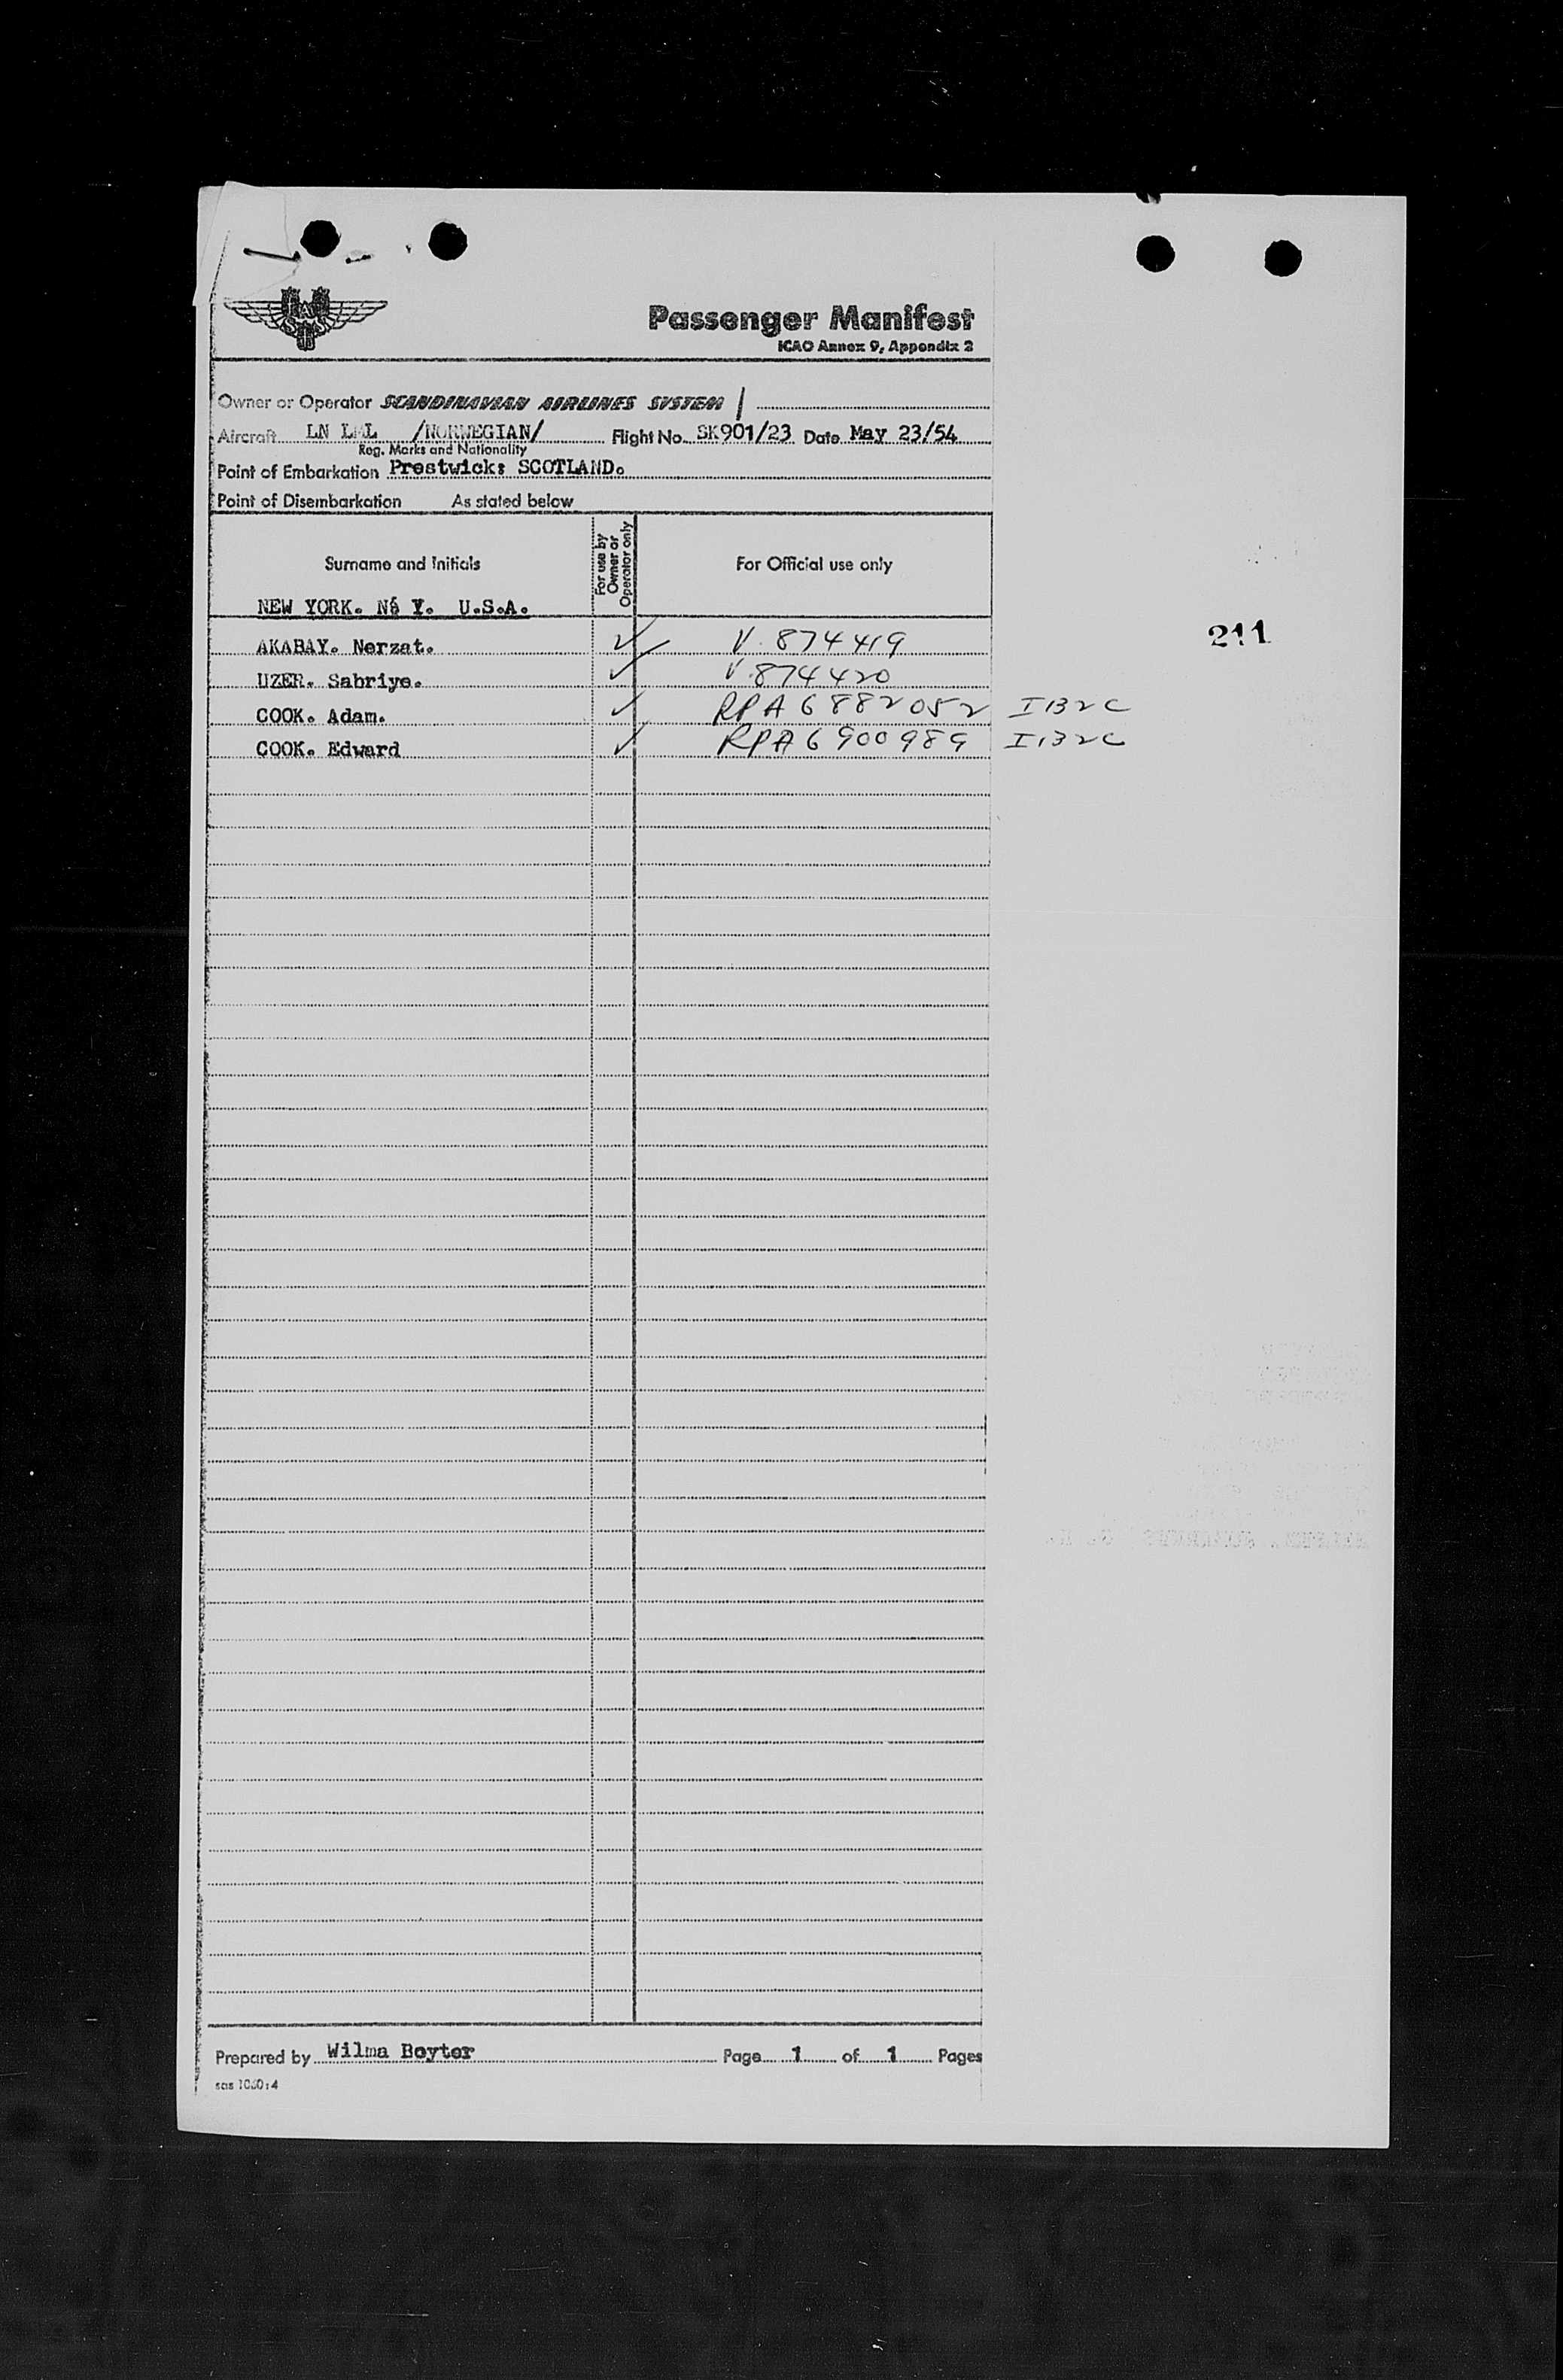 Passenger Manifest
ICAO Annex 9, Appendix 2
Owner or Operator SCANDINAVIAN AIRLINES SYSTEM /
Aircraft LN /NORWEGIAN/ Flight No. SK901/23 Date May 23/54
Reg. Marks and Nationality
Point of Embarkation Prestwick: SCOTLAND.
Point of Disembarkation As stated below
Surname and Initials For use by Owner or Operator only For Official use only
NEW YORK. N. Y. U.S.A.
211
AKABAY. Nerzat. ✓ V. 874419
UZER. Sabriye. ✓ V. 874420
COOK. Adam. ✓ RPA 6882052 I 132C
COOK. Edward ✓ RPA 6900989 I 132C
Prepared by Wilma Boyter Page 1 of 1 Pages
sas 1030:4